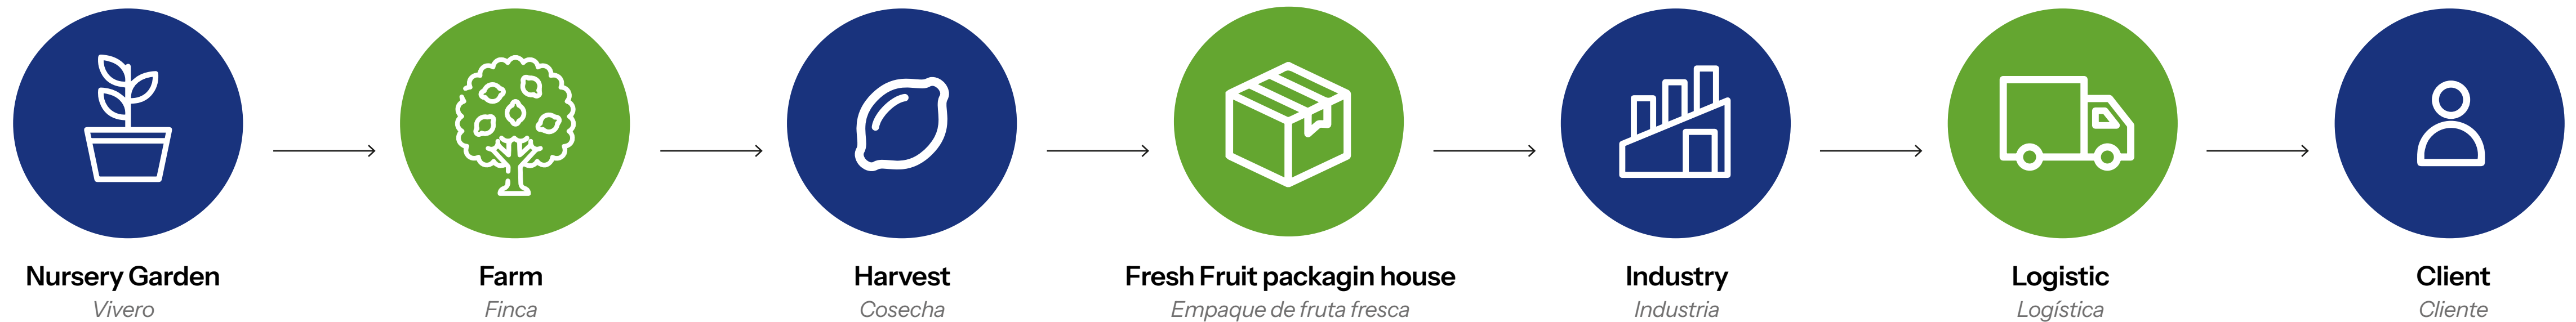 Nursery Garden
Vivero
Farm
Finca
Harvest
Cosecha
Fresh Fruit packagin house
Empaque de fruta fresca
Industry
Industria
Logistic
Logística
Client
Cliente